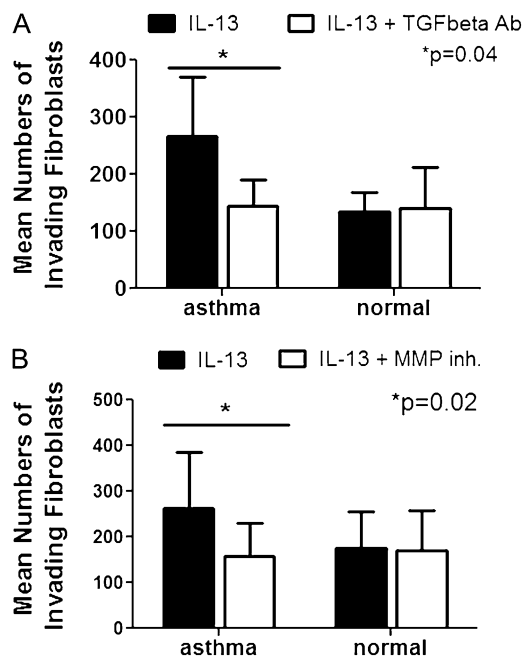 A
IL-13
IL-13 + TGFbeta Ab
*p=0.04
*
Mean Numbers of
Invading Fibroblasts
400
300
200
100
0
asthma
normal
B
IL-13
IL-13 + MMP inh.
*p=0.02
*
Mean Numbers of
Invading Fibroblasts
500
400
300
200
100
0
asthma
normal